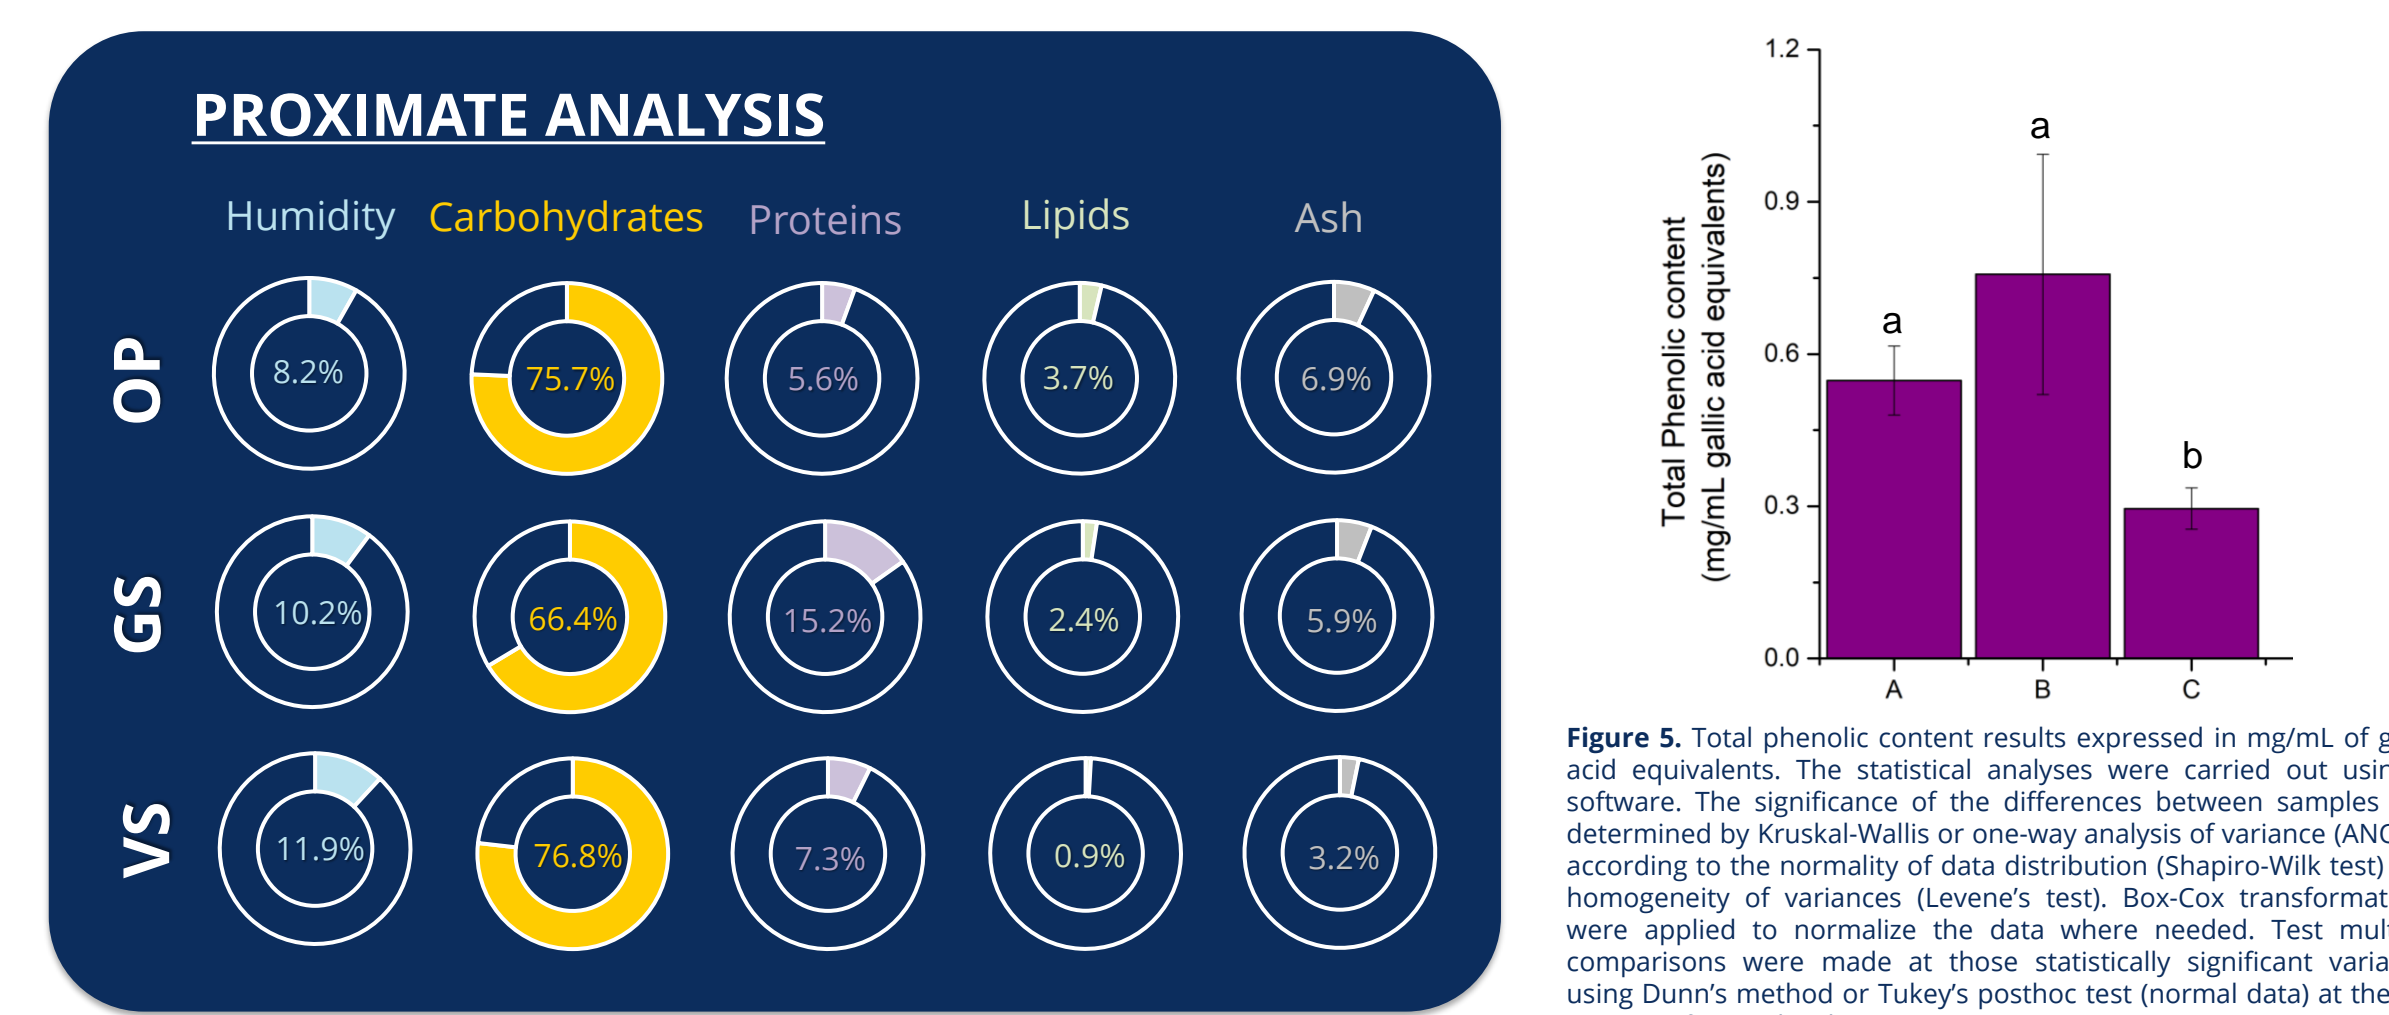 PROXIMATE ANALYSIS
Humidity Carbohydrates Proteins Lipids Ash
OP
8.2% 75.7% 5.6% 3.7% 6.9%
GS
10.2% 66.4% 15.2% 2.4% 5.9%
VS
11.9% 76.8% 7.3% 0.9% 3.2%
Total Phenolic content
(mg/mL gallic acid equivalents)
1.2
0.9
0.6
0.3
0.0
a
a
b
A B C
Figure 5. Total phenolic content results expressed in mg/mL of g
acid equivalents. The statistical analyses were carried out usin
software. The significance of the differences between samples
determined by Kruskal-Wallis or one-way analysis of variance (ANO
according to the normality of data distribution (Shapiro-Wilk test)
homogeneity of variances (Levene's test). Box-Cox transformat
were applied to normalize the data where needed. Test mult
comparisons were made at those statistically significant varia
using Dunn's method or Tukey's posthoc test (normal data) at the